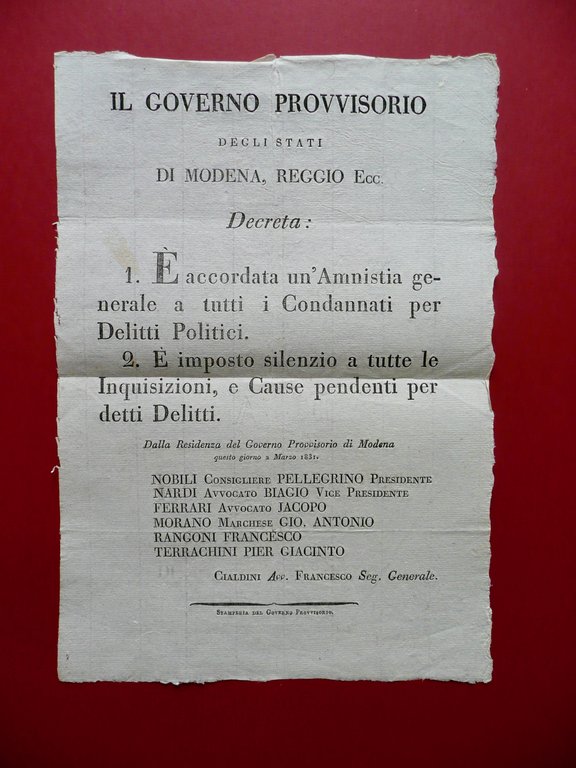 IL GOVERNO PROVVISORIO
DEGLI STATI
DI MODENA, REGGIO Ecc.
Decreta:
1. È accordata un'Amnistia ge-
nerale a tutti i Condannati per
Delitti Politici.
2. È imposto silenzio a tutte le
Inquisizioni, e Cause pendenti per
detti Delitti.
Dalla Residenza del Governo Provvisorio di Modena
questo giorno 2 Marzo 1831.
NOBILI Consigliere PELLEGRINO Presidente
NARDI Avvocato BIAGIO Vice Presidente
FERRARI Avvocato JACOPO
MORANO Marchese GIO. ANTONIO
RANGONI FRANCESCO
TERRACHINI PIER GIACINTO
Cialdini Avv. Francesco Seg. Generale.
Stamperia del Governo Provvisorio.